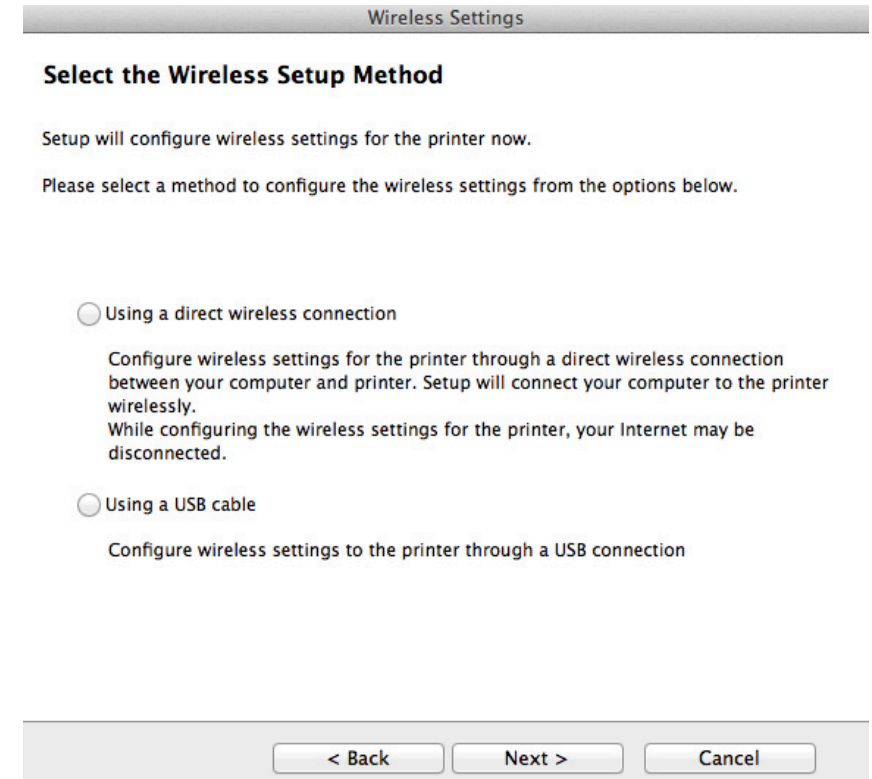 Wireless Settings
Select the Wireless Setup Method
Setup will configure wireless settings for the printer now.
Please select a method to configure the wireless settings from the options below.
Using a direct wireless connection
Configure wireless settings for the printer through a direct wireless connection
between your computer and printer. Setup will connect your computer to the printer
wirelessly.
While configuring the wireless settings for the printer, your Internet may be
disconnected.
Using a USB cable
Configure wireless settings to the printer through a USB connection
< Back
Next >
Cancel